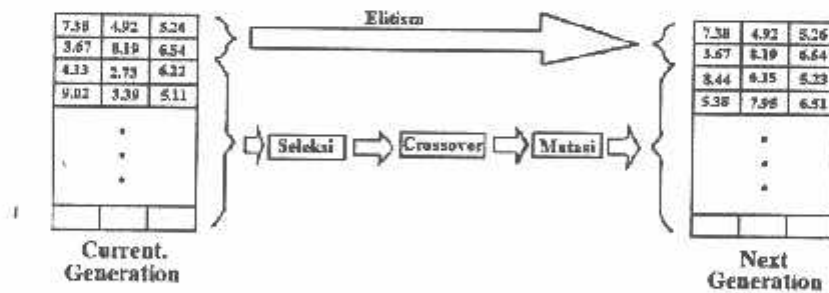 Elitism
7.38 4.92 5.26
3.67 8.19 6.54
4.33 2.73 6.22
9.02 3.39 5.11
Seleksi
Crossover
Mutasi
Current.
Generation
7.38 4.92 5.26
3.67 8.19 6.54
8.44 6.35 5.23
5.38 7.98 6.51
Next
Generation